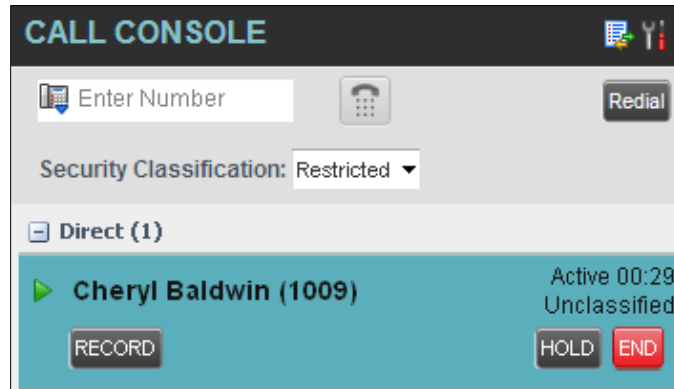 CALL CONSOLE
Enter Number
Redial
Security Classification: Restricted
Direct (1)
Cheryl Baldwin (1009) Active 00:29
Unclassified
RECORD HOLD END